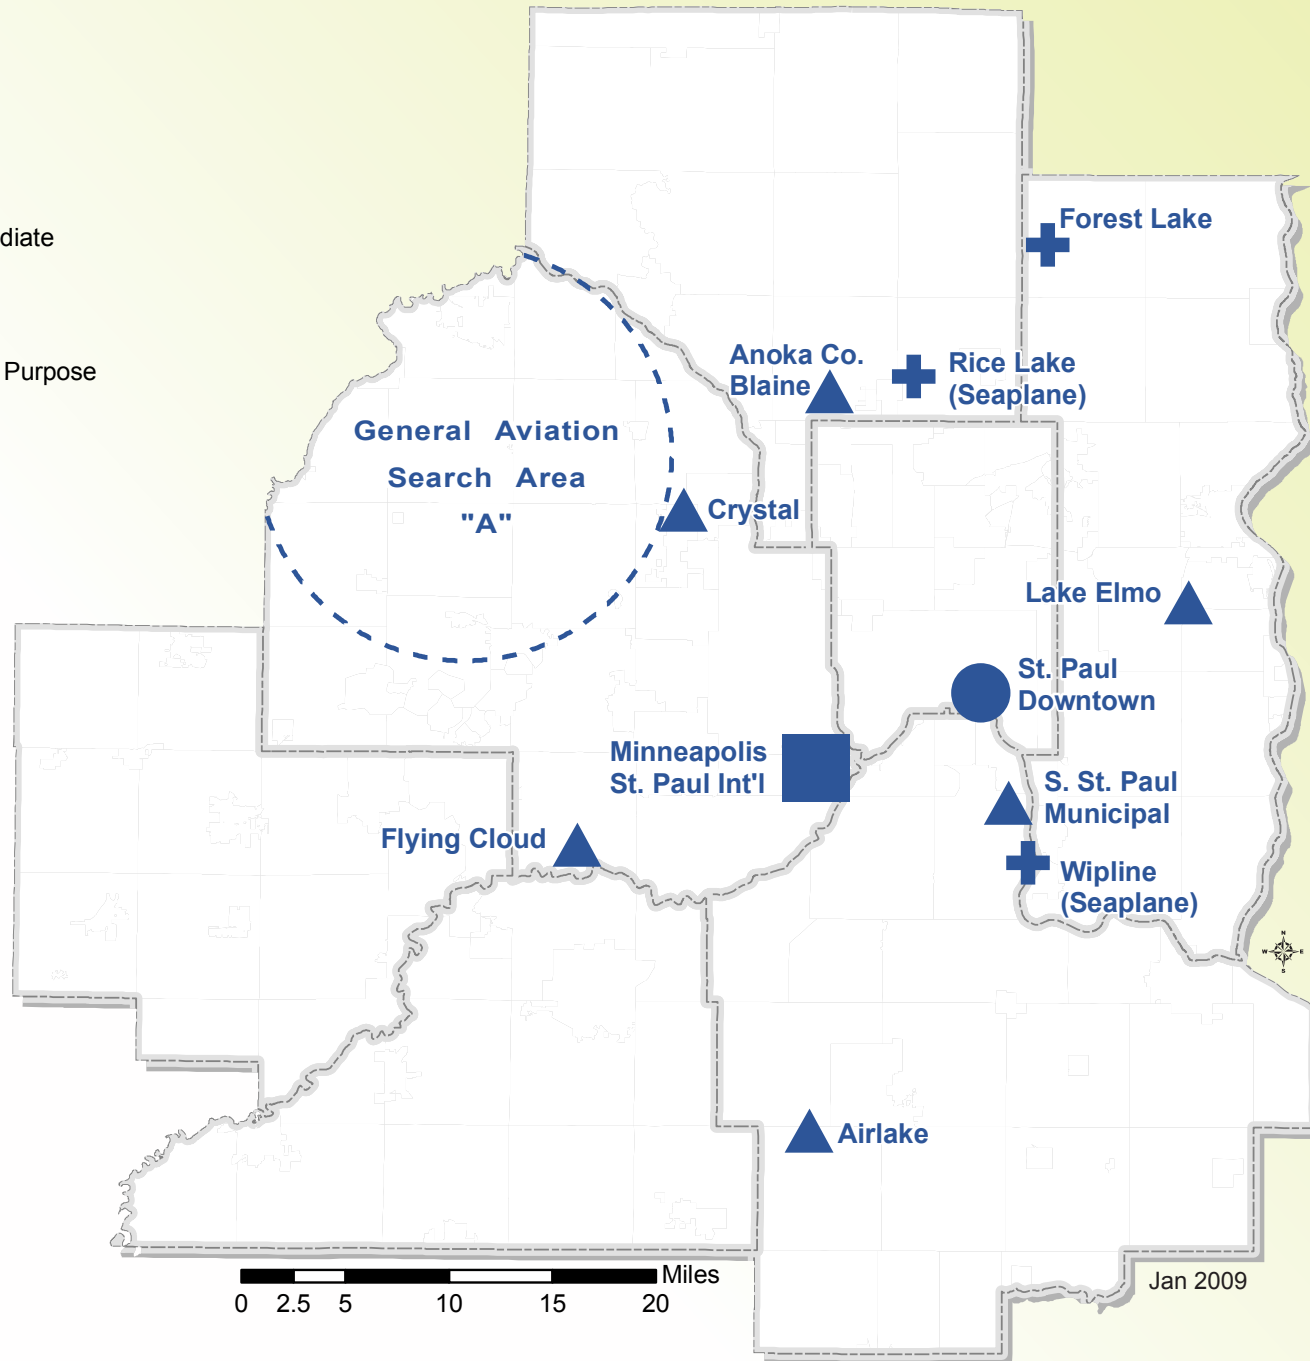 diate
Purpose
Forest Lake
Anoka Co.
Blaine
Rice Lake
(Seaplane)
General Aviation
Search Area
"A"
Crystal
Lake Elmo
St. Paul
Downtown
Minneapolis
St. Paul Int'l
S. St. Paul
Municipal
Flying Cloud
Wipline
(Seaplane)
N
W E
S
Airlake
Miles
0 2.5 5 10 15 20
Jan 2009